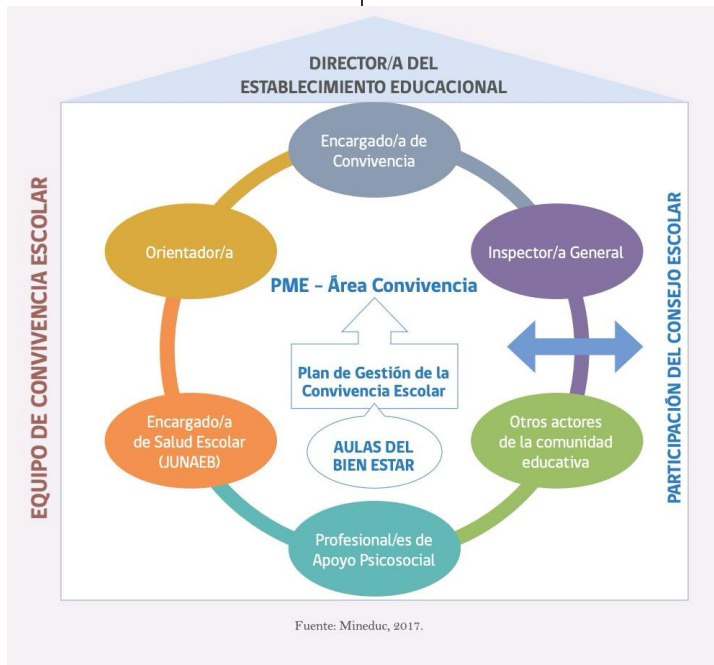 DIRECTOR/A DEL
ESTABLECIMIENTO EDUCACIONAL
EQUIPO DE CONVIVENCIA ESCOLAR
Encargado/a de
Convivencia
Orientador/a
Inspector/a General
PME – Área Convivencia
Plan de Gestión de la
Convivencia Escolar
AULAS DEL
BIEN ESTAR
Encargado/a
de Salud Escolar
(JUNAEB)
Otros actores
de la comunidad
educativa
Profesional/es de
Apoyo Psicosocial
PARTICIPACIÓN DEL CONSEJO ESCOLAR
Fuente: Mineduc, 2017.